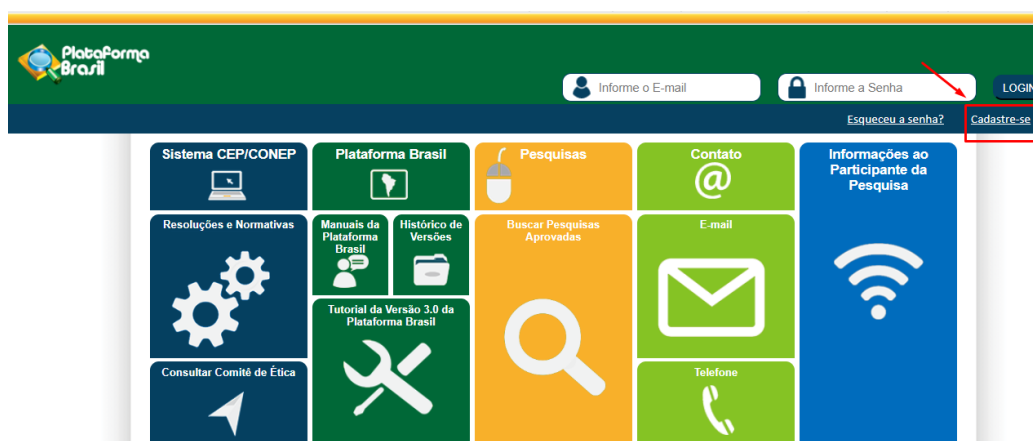 Plataforma
Brasil
Informe o E-mail
Informe a Senha
LOGIN
Esqueceu a senha?
Cadastre-se
Sistema CEP/CONEP
Plataforma Brasil
Pesquisas
Contato
@
Informações ao
Participante da
Pesquisa
Resoluções e Normativas
Manuais da
Plataforma
Brasil
Histórico de
Versões
Buscar Pesquisas
Aprovadas
E-mail
Tutorial da Versão 3.0 da
Plataforma Brasil
Consultar Comitê de Ética
Telefone